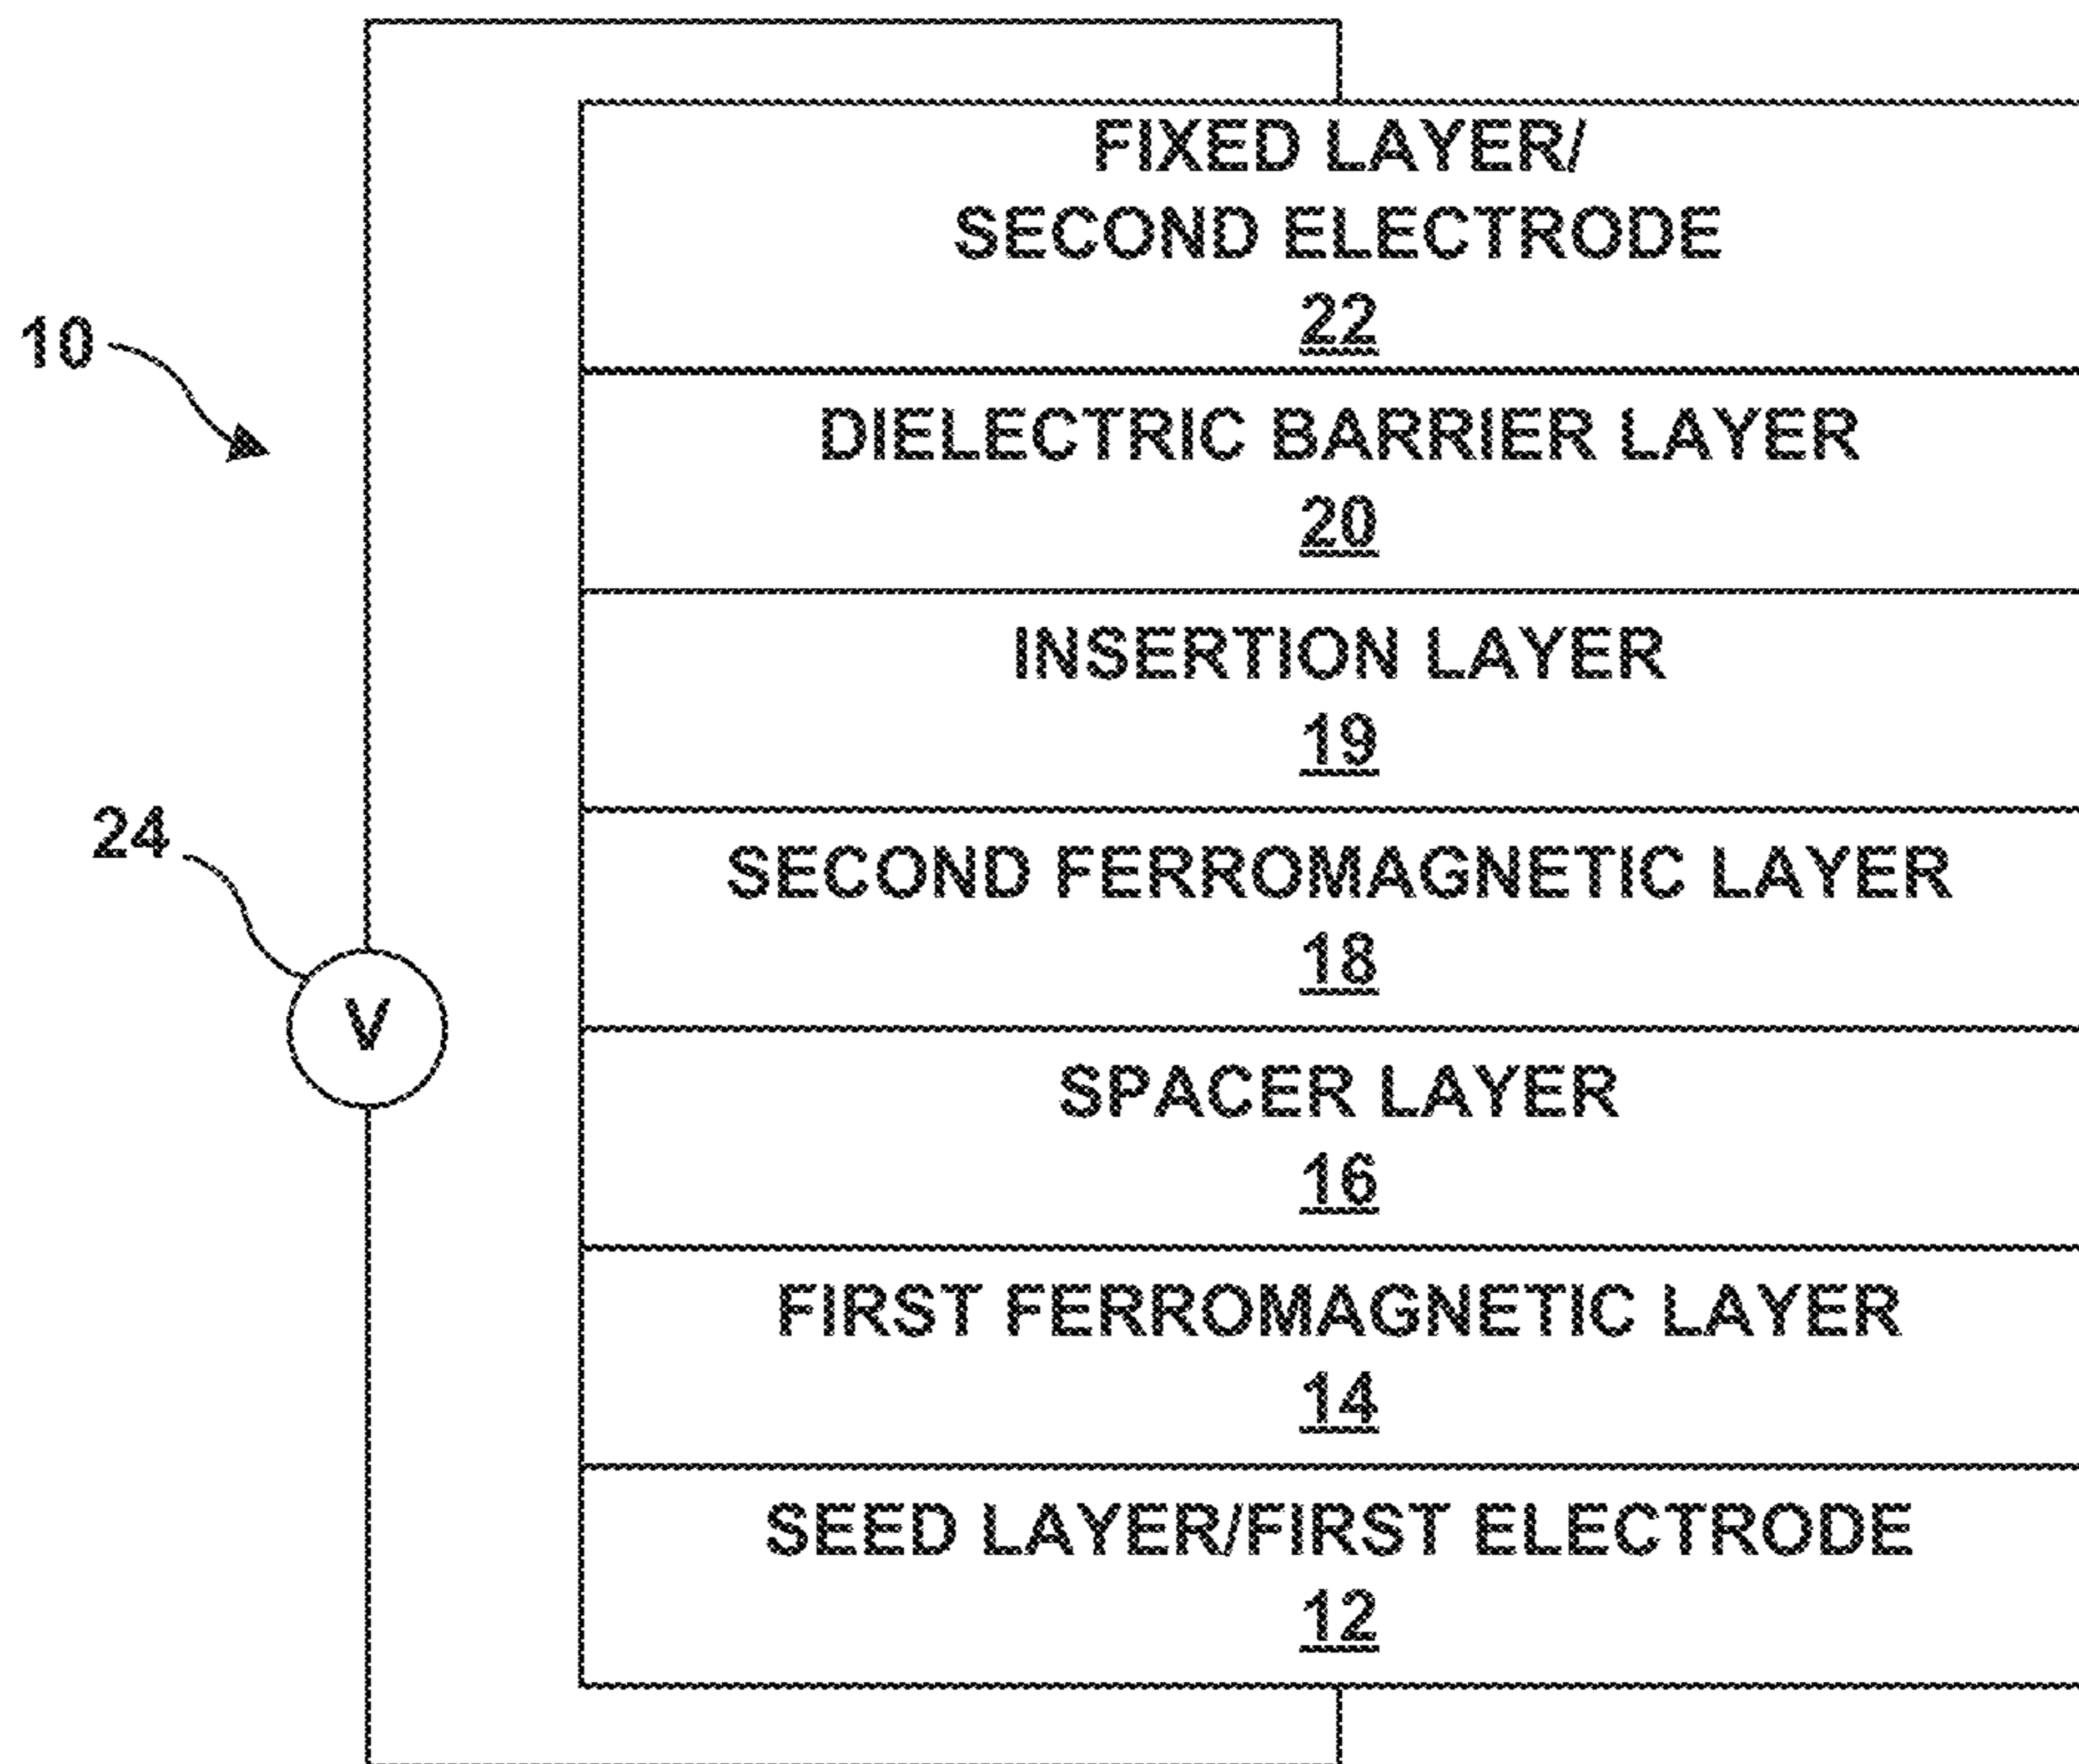 FIXED LAYER/
SECOND ELECTRODE
22
10
DIELECTRIC BARRIER LAYER
20
INSERTION LAYER
19
24
SECOND FERROMAGNETIC LAYER
18
V
SPACER LAYER
16
FIRST FERROMAGNETIC LAYER
14
SEED LAYER/FIRST ELECTRODE
12